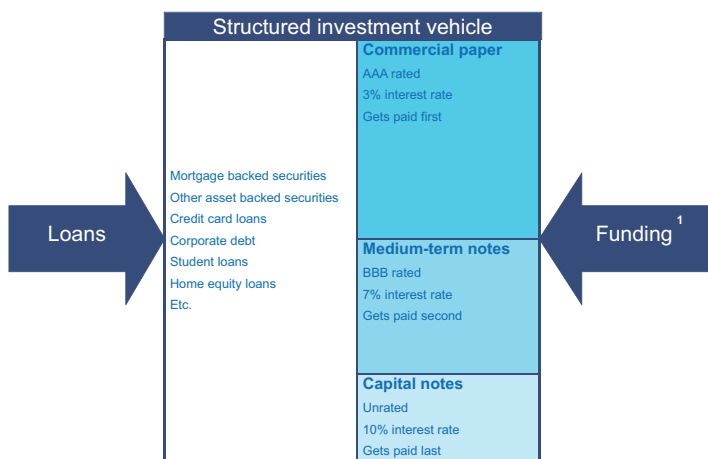 Structured investment vehicle
Loans
Mortgage backed securities
Other asset backed securities
Credit card loans
Corporate debt
Student loans
Home equity loans
Etc.
Commercial paper
AAA rated
3% interest rate
Gets paid first
Medium-term notes
BBB rated
7% interest rate
Gets paid second
Capital notes
Unrated
10% interest rate
Gets paid last
Funding 1